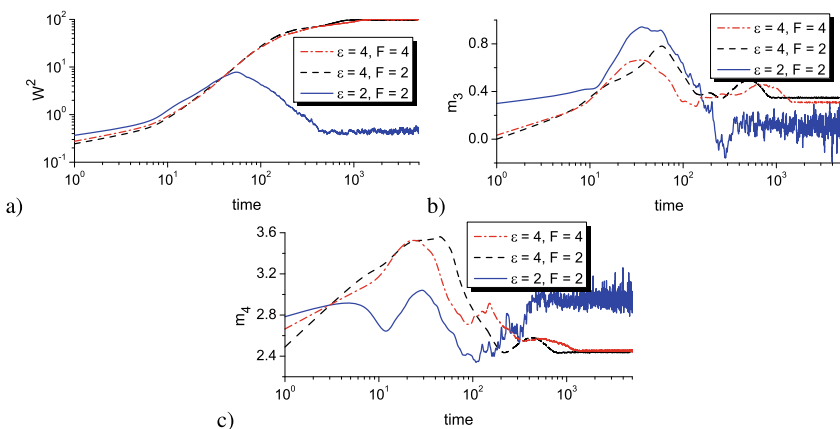 a)
W²
10²
10¹
10⁰
10⁻¹
10⁰ 10¹ 10² 10³
time
ε = 4, F = 4
ε = 4, F = 2
ε = 2, F = 2
b)
m₃
0.8
0.4
0.0
10⁰ 10¹ 10² 10³
time
ε = 4, F = 4
ε = 4, F = 2
ε = 2, F = 2
c)
m₄
3.6
3.2
2.8
2.4
10⁰ 10¹ 10² 10³
time
ε = 4, F = 4
ε = 4, F = 2
ε = 2, F = 2